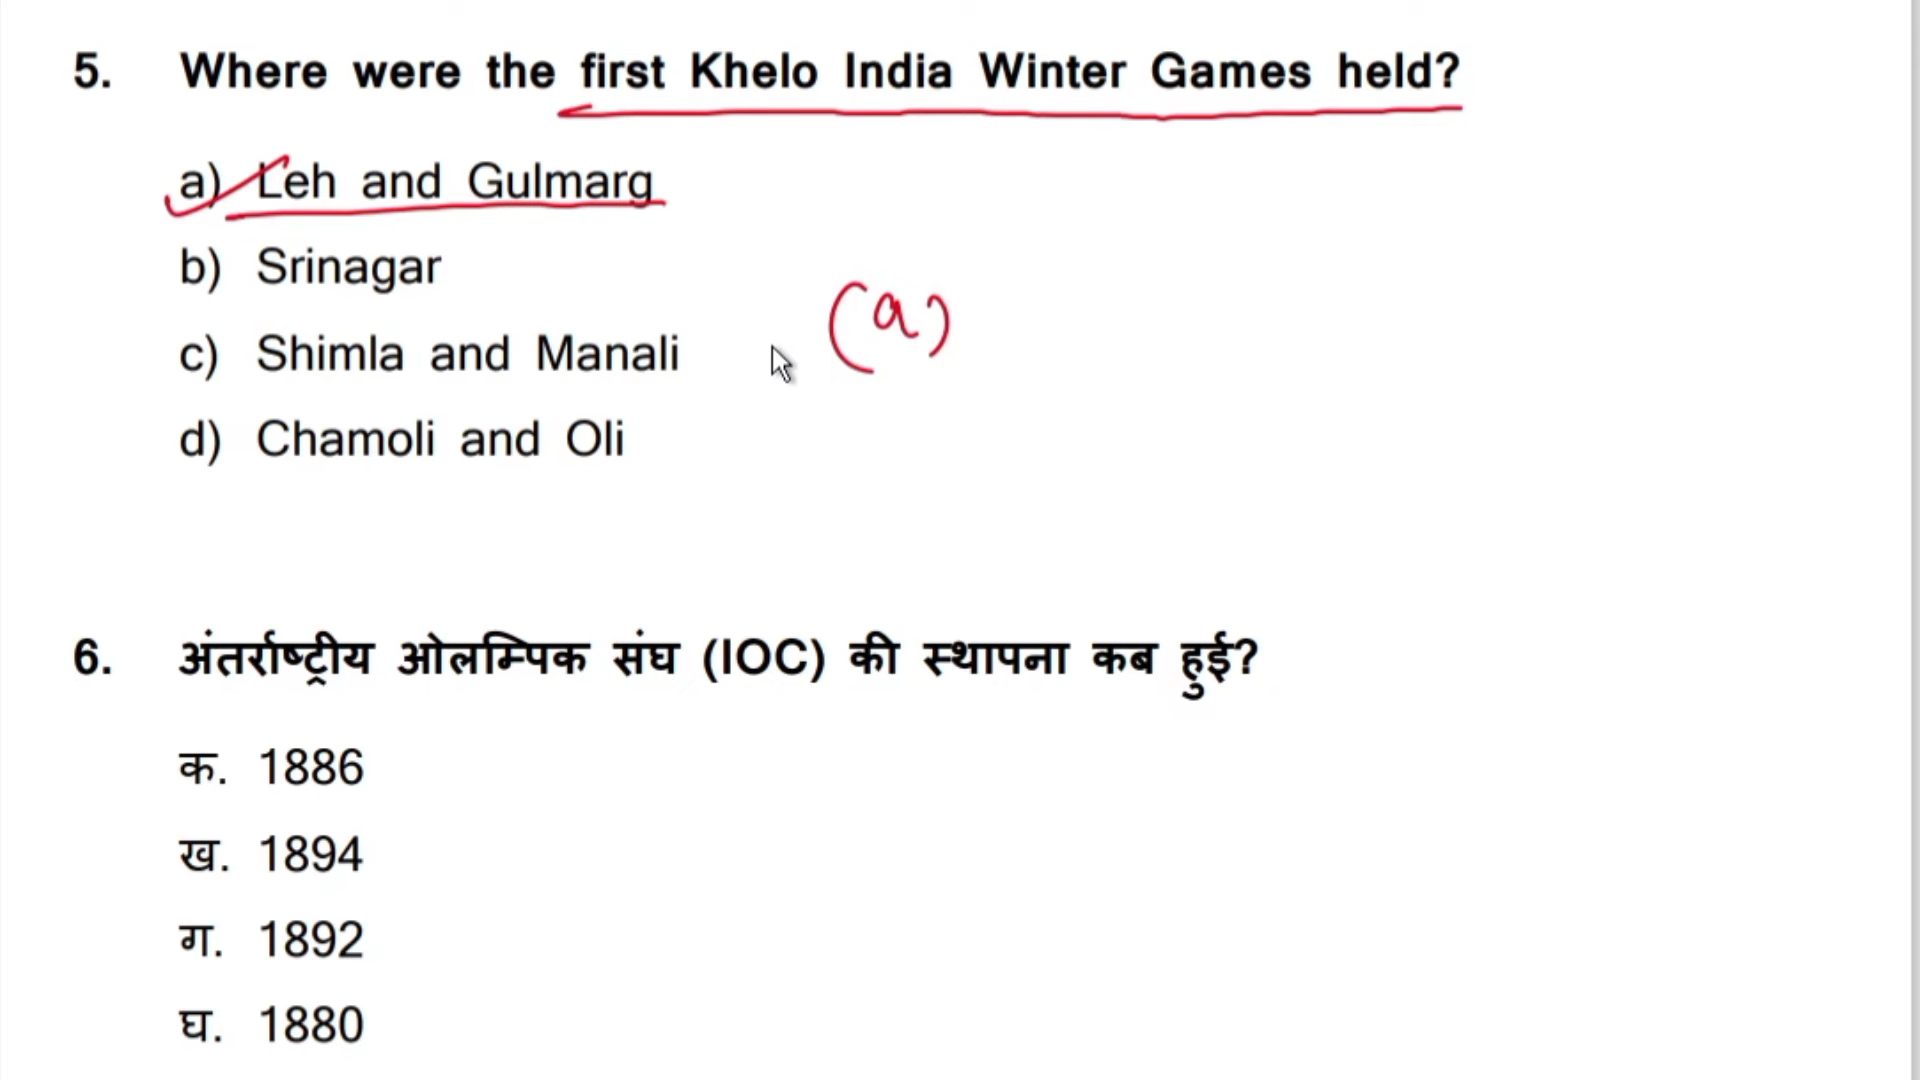 5. Where were the first Khelo India Winter Games held?
a) Leh and Gulmarg
b) Srinagar
(a)
c) Shimla and Manali
d) Chamoli and Oli
6. अंतर्राष्ट्रीय ओलम्पिक संघ (IOC) की स्थापना कब हुई?
क. 1886
ख. 1894
ग. 1892
घ. 1880